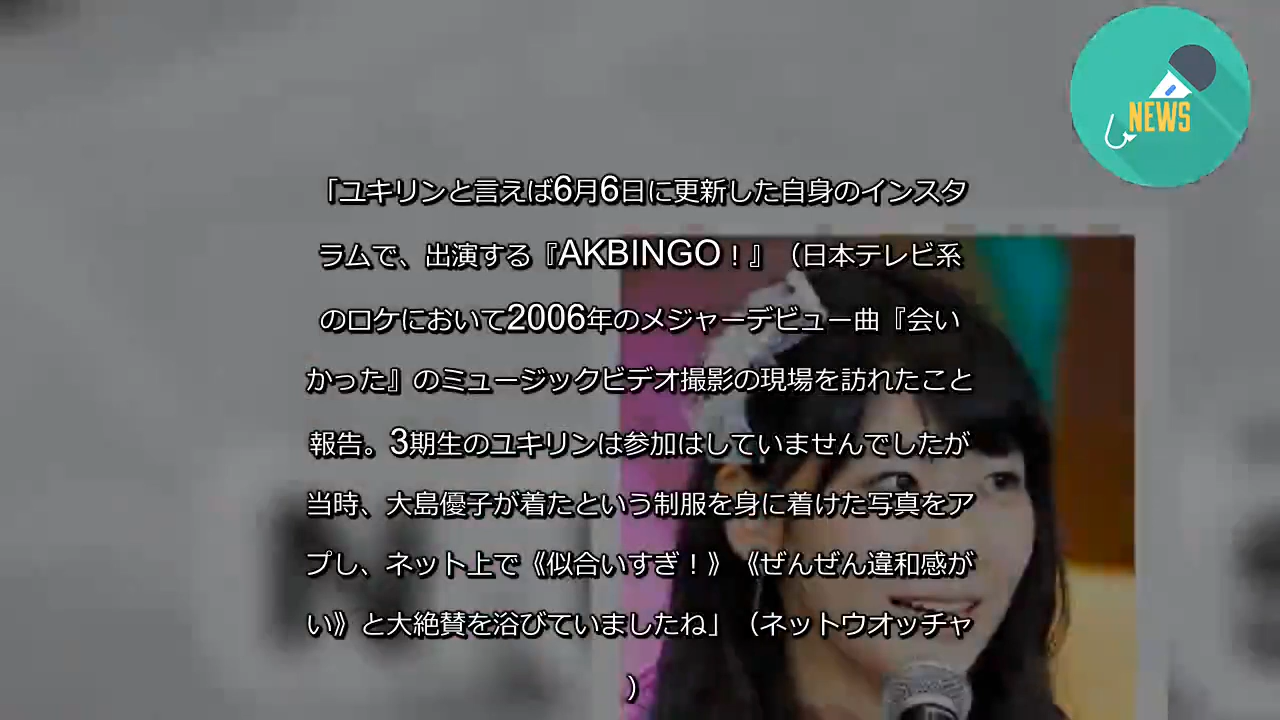 NEWS
「ユキリンと言えば6月6日に更新した自身のインスタ
ラムで、出演する『AKBINGO！』（日本テレビ系
のロケにおいて2006年のメジャーデビュー曲『会い
かった』のミュージックビデオ撮影の現場を訪れたこと
報告。3期生のユキリンは参加はしていませんでしたが
当時、大島優子が着たという制服を身に着けた写真をア
プし、ネット上で《似合いすぎ！》《ぜんぜん違和感が
い》と大絶賛を浴びていましたね」（ネットウオッチャ
）